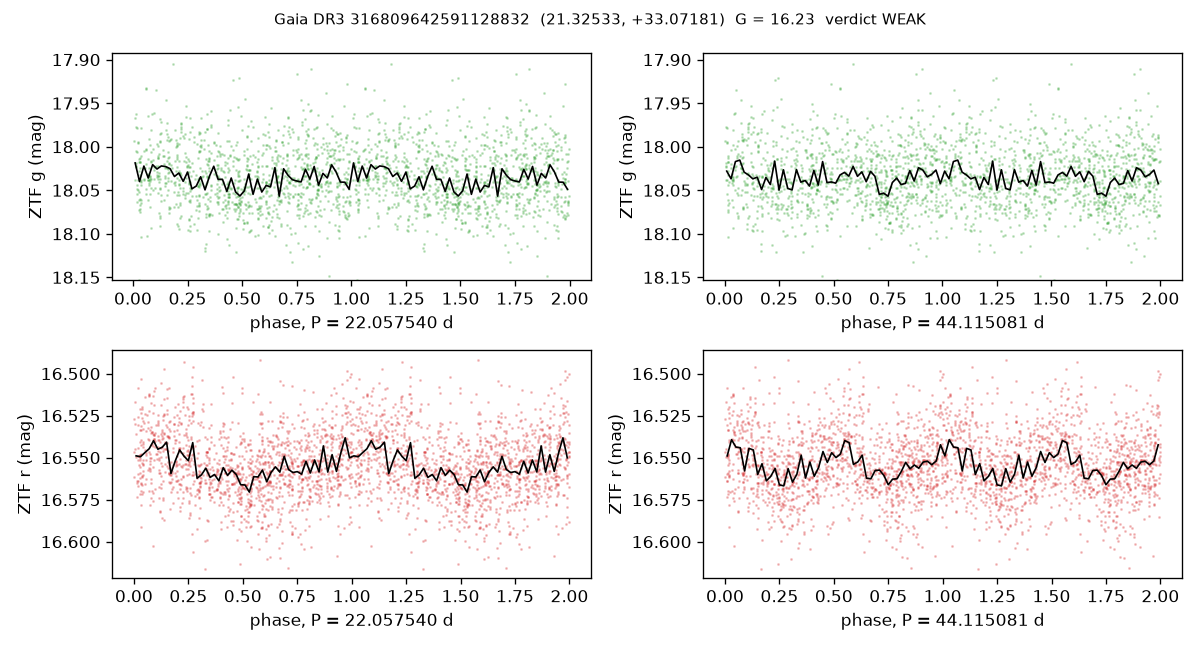 Gaia DR3 316809642591128832 (21.32533, +33.07181) G = 16.23 verdict WEAK
ZTF g (mag)
17.90
17.95
18.00
18.05
18.10
18.15
0.00 0.25 0.50 0.75 1.00 1.25 1.50 1.75 2.00
phase, P = 22.057540 d
ZTF g (mag)
17.90
17.95
18.00
18.05
18.10
18.15
0.00 0.25 0.50 0.75 1.00 1.25 1.50 1.75 2.00
phase, P = 44.115081 d
ZTF r (mag)
16.500
16.525
16.550
16.575
16.600
0.00 0.25 0.50 0.75 1.00 1.25 1.50 1.75 2.00
phase, P = 22.057540 d
ZTF r (mag)
16.500
16.525
16.550
16.575
16.600
0.00 0.25 0.50 0.75 1.00 1.25 1.50 1.75 2.00
phase, P = 44.115081 d